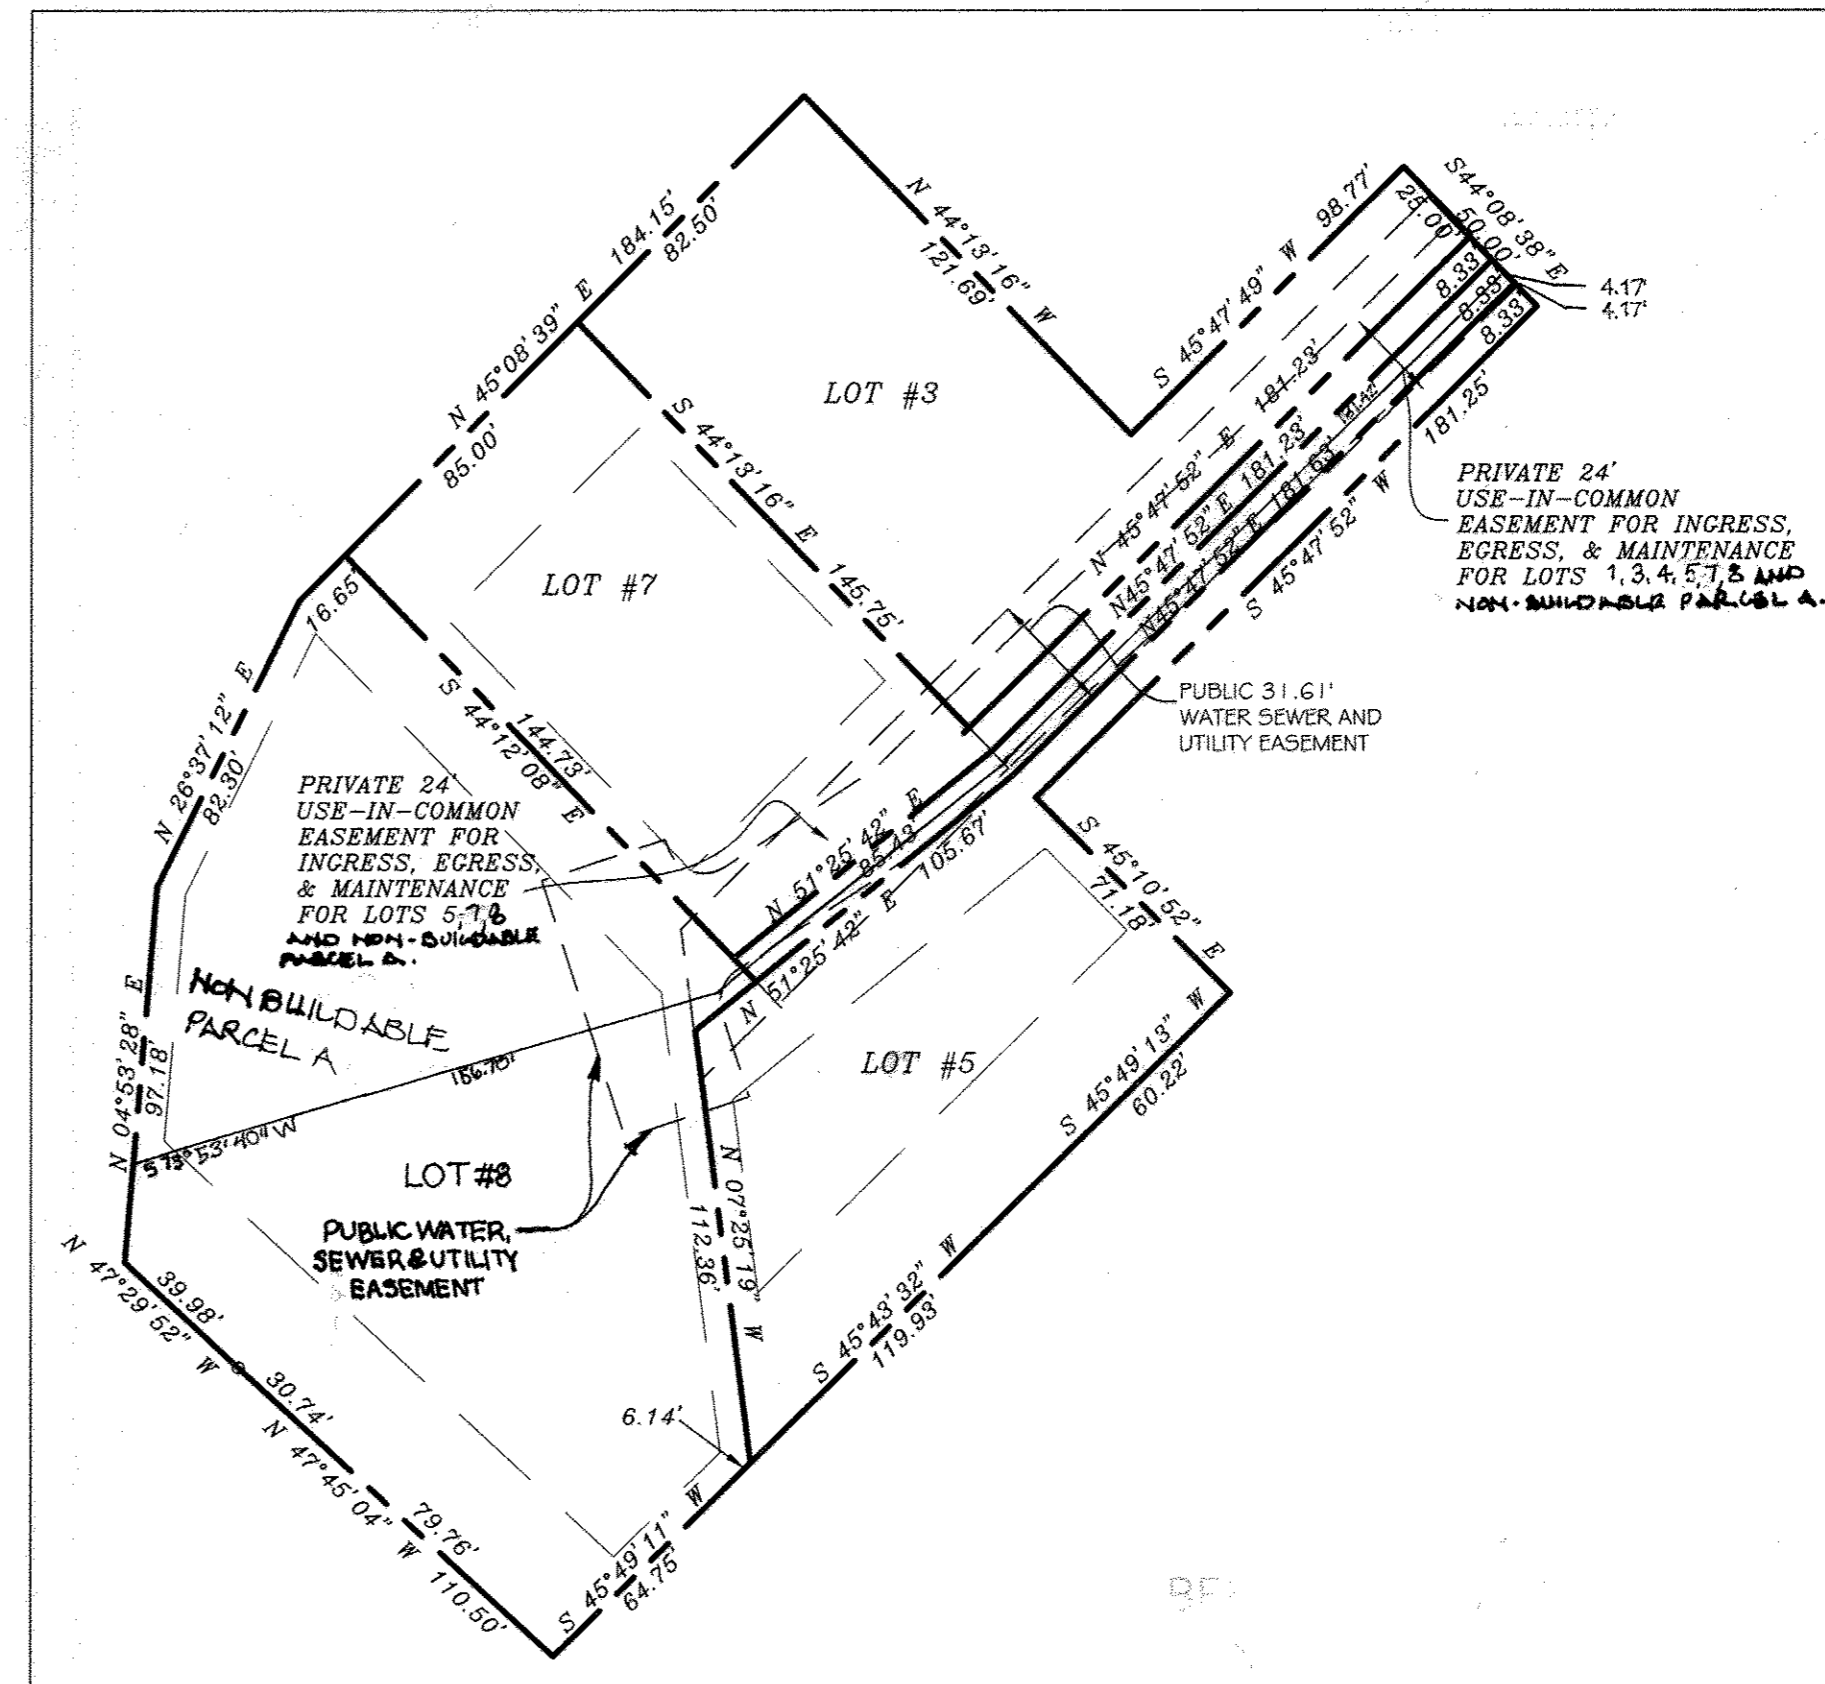 N 44°13'16" W
121.69'
184.15'
82.50'
N 45°08'39" E
85.00'
16.65'
S 45°47'49" W
98.77'
S44°08'38" E
50.00'
25.00'
8.33'
8.33'
8.33'
4.17'
4.17'
LOT #3
LOT #7
S 44°13'16" E
145.75'
N 45°47'52" E
181.23'
N45°47'52" E 181.23'
N45°47'52" E 181.63'
S 45°47'52" W
181.25'
PRIVATE 24'
USE-IN-COMMON
EASEMENT FOR INGRESS,
EGRESS, & MAINTENANCE
FOR LOTS 1,3,4,5,7,8 AND
NON-BUILDABLE PARCEL A.
PUBLIC 31.61'
WATER SEWER AND
UTILITY EASEMENT
S 44°12'08" E
144.73'
N 26°37'12" E
82.30'
PRIVATE 24'
USE-IN-COMMON
EASEMENT FOR
INGRESS, EGRESS,
& MAINTENANCE
FOR LOTS 5,7,8
AND NON-BUILDABLE
PARCEL A.
N 51°25'42" E
85.43'
N 51°25'42" E
105.67'
S 45°10'52" E
71.18'
NON BUILDABLE
PARCEL A
N 04°53'28" E
97.18'
S 73°53'40" W
156.70'
LOT #5
S 45°49'13" W
60.22'
LOT #8
PUBLIC WATER,
SEWER & UTILITY
EASEMENT
N 07°25'19" W
112.36'
N 47°29'52" W
39.98'
30.74'
N 47°45'04" W
79.76'
110.50'
S 45°43'32" W
119.93'
6.14'
S 45°49'11" W
64.75'